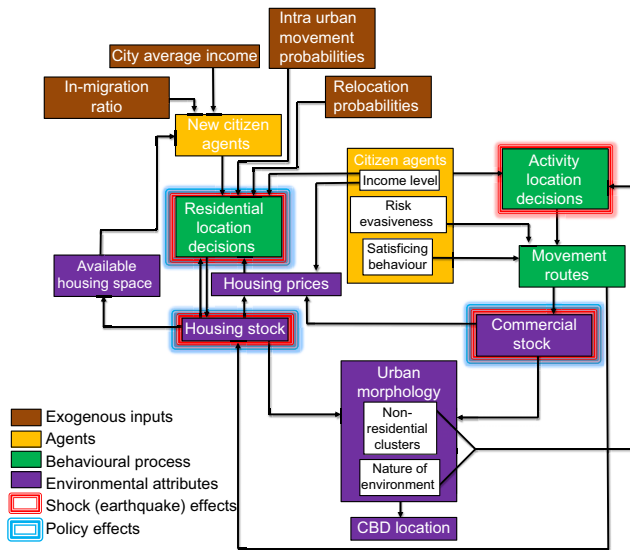 Intra urban
movement
probabilities
City average income
In-migration
ratio
Relocation
probabilities
New citizen
agents
Citizen agents
Income level
Risk
evasiveness
Satisficing
behaviour
Activity
location
decisions
Residential
location
decisions
Available
housing space
Housing prices
Movement
routes
Housing stock
Commercial
stock
Urban
morphology
Non-
residential
clusters
Nature of
environment
CBD location
Exogenous inputs
Agents
Behavioural process
Environmental attributes
Shock (earthquake) effects
Policy effects